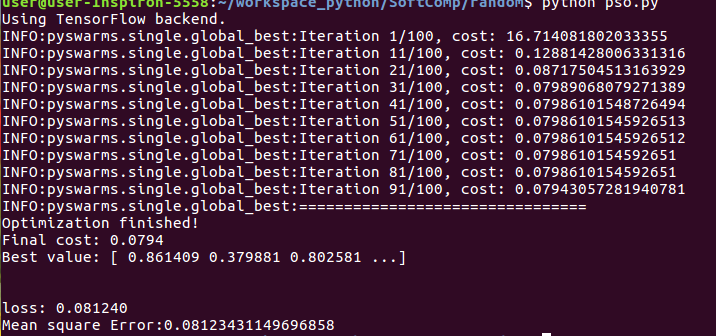 user@user-Inspiron-5558:~/workspace_python/SoftComp/random$ python pso.py
Using TensorFlow backend.
INFO:pyswarms.single.global_best:Iteration 1/100, cost: 16.714081802033355
INFO:pyswarms.single.global_best:Iteration 11/100, cost: 0.12881428006331316
INFO:pyswarms.single.global_best:Iteration 21/100, cost: 0.08717504513163929
INFO:pyswarms.single.global_best:Iteration 31/100, cost: 0.07989068079271389
INFO:pyswarms.single.global_best:Iteration 41/100, cost: 0.07986101548726494
INFO:pyswarms.single.global_best:Iteration 51/100, cost: 0.07986101545926513
INFO:pyswarms.single.global_best:Iteration 61/100, cost: 0.07986101545926512
INFO:pyswarms.single.global_best:Iteration 71/100, cost: 0.0798610154592651
INFO:pyswarms.single.global_best:Iteration 81/100, cost: 0.0798610154592651
INFO:pyswarms.single.global_best:Iteration 91/100, cost: 0.07943057281940781
INFO:pyswarms.single.global_best:================================
Optimization finished!
Final cost: 0.0794
Best value: [ 0.861409 0.379881 0.802581 ...]
loss: 0.081240
Mean square Error:0.08123431149696858